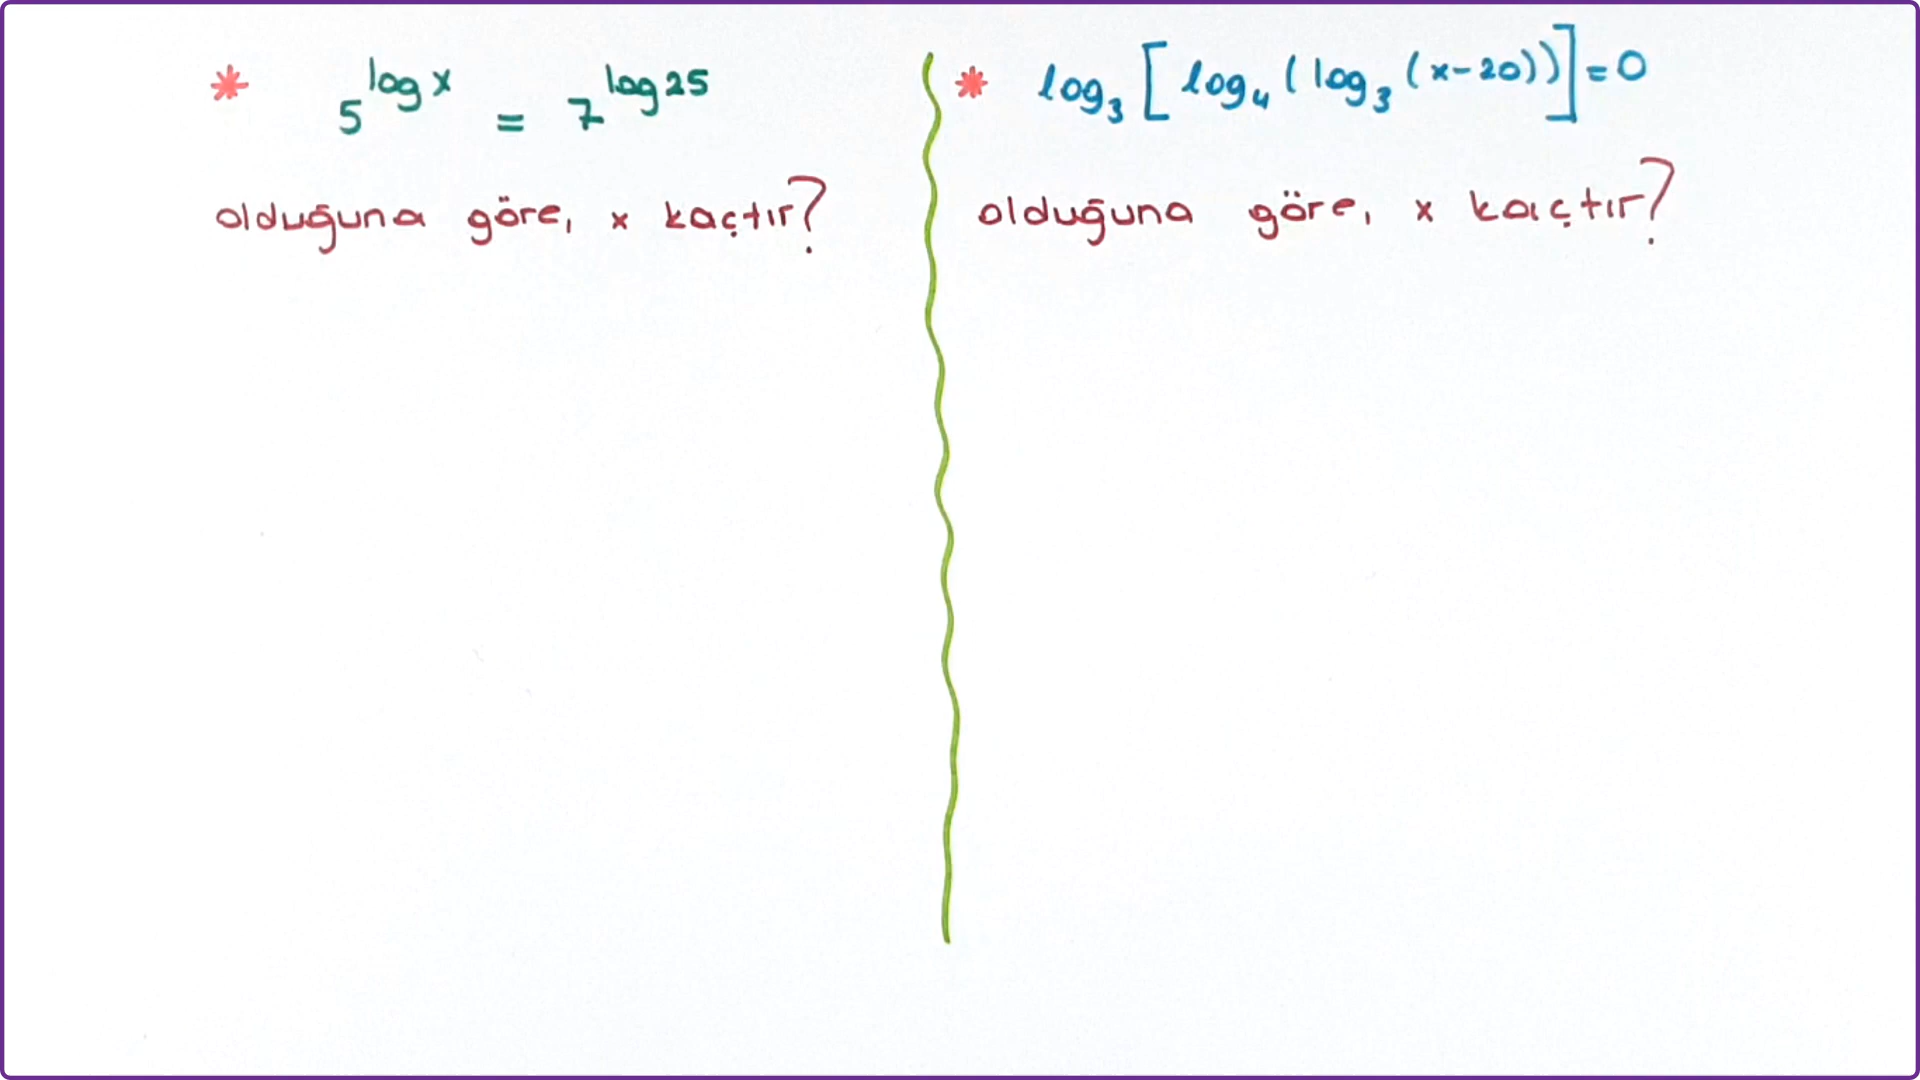 * 5^log x = 7^log 25
olduğuna göre, x kaçtır?
* log₃ [ log₄ ( log₃ (x-20)) ] = 0
olduğuna göre, x kaçtır?